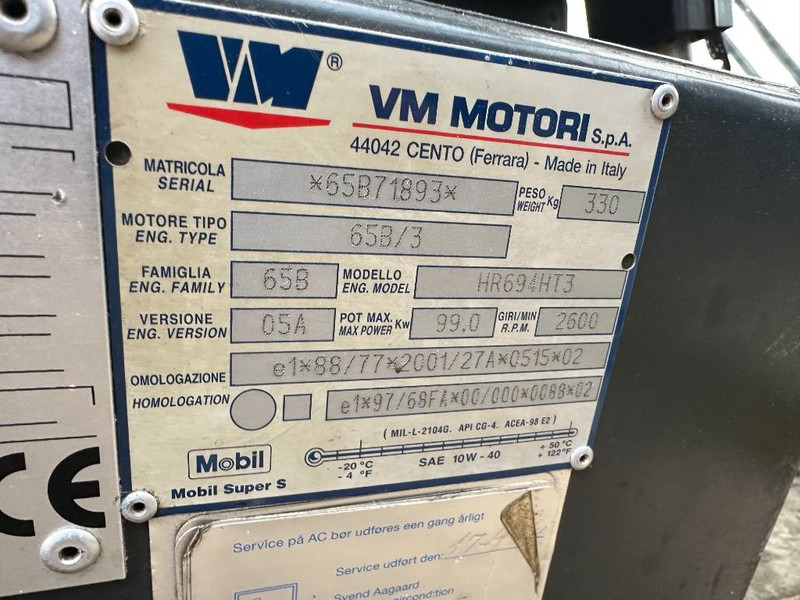 VM ®
VM MOTORI S.p.A.
44042 CENTO (Ferrara) - Made in Italy
MATRICOLA
SERIAL
*65B71893*
PESO
WEIGHT Kg
330
MOTORE TIPO
ENG. TYPE
65B/3
FAMIGLIA
ENG. FAMILY
65B
MODELLO
ENG. MODEL
HR694HT3
VERSIONE
ENG. VERSION
05A
POT MAX.
MAX POWER Kw
99.0
GIRI/MIN
R.P.M.
2600
OMOLOGAZIONE
HOMOLOGATION
e1*88/77*2001/27A*0515*02
e1*97/68FA*00/000*0088*02
( MIL-L-2104G. API CG-4. ACEA-98 E2 )
Mobil
Mobil Super S
-20 °C
- 4 °F
SAE 10W-40
+ 50 °C
+ 122°F
CE
Service på AC bør udføres een gang årligt
Service udført den:
Svend Aagaard